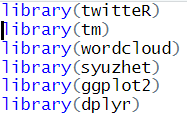 library(twitteR)
library(tm)
library(wordcloud)
library(syuzhet)
library(ggplot2)
library(dplyr)